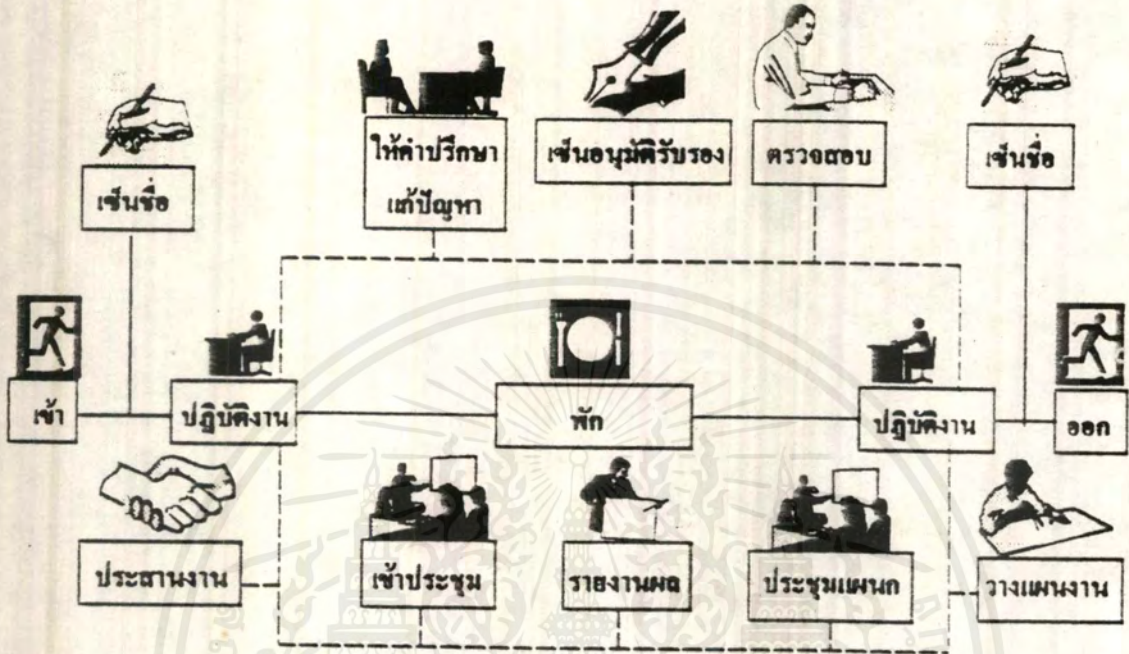 ให้คำปรึกษา
แก้ปัญหา
เซ็นอนุมัติรับรอง
ตรวจสอบ
เซ็นชื่อ
เซ็นชื่อ
เข้า
ปฏิบัติงาน
พัก
ปฏิบัติงาน
ออก
ประสานงาน
เข้าประชุม
รายงานผล
ประชุมแผนก
วางแผนงาน